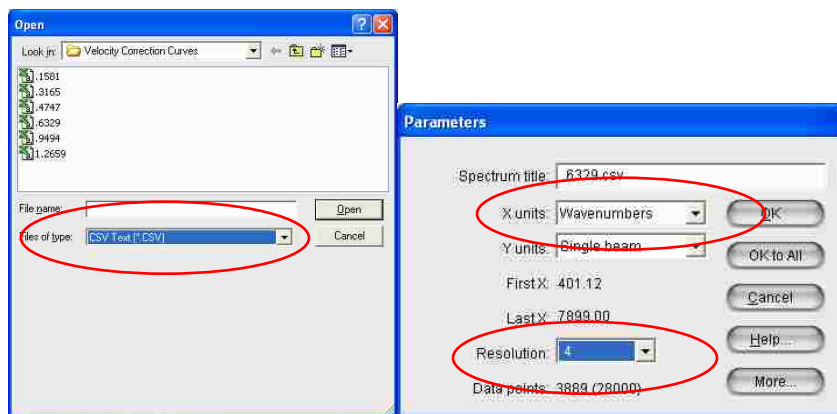 Open
Look in: Velocity Correction Curves
.1581
.3165
.4747
.6329
.9494
1.2659
File name: Open
Files of type: CSV Text (*.CSV) Cancel
Parameters
Spectrum title: .6329.csv
X units: Wavenumbers OK
Y units: Single beam OK to All
First X: 401.12
Last X: 7899.00 Cancel
Resolution: 4 Help...
Data points: 3889 (28000) More...